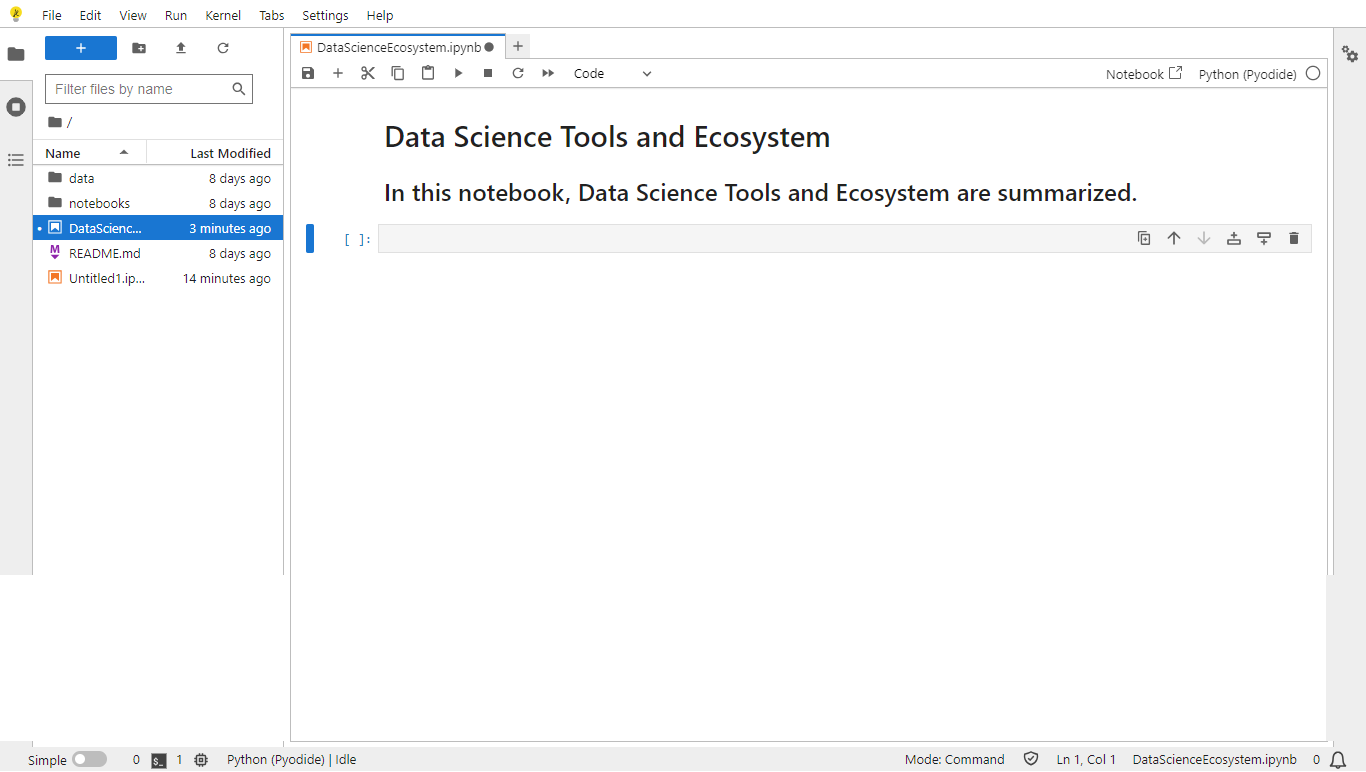 File Edit View Run Kernel Tabs Settings Help
+
Filter files by name
/
Name Last Modified
data 8 days ago
notebooks 8 days ago
• DataScienc... 3 minutes ago
M README.md 8 days ago
Untitled1.ip... 14 minutes ago
DataScienceEcosystem.ipynb +
Code Notebook Python (Pyodide)
Data Science Tools and Ecosystem
In this notebook, Data Science Tools and Ecosystem are summarized.
[ ]:
Simple 0 $_ 1 Python (Pyodide) | Idle Mode: Command Ln 1, Col 1 DataScienceEcosystem.ipynb 0